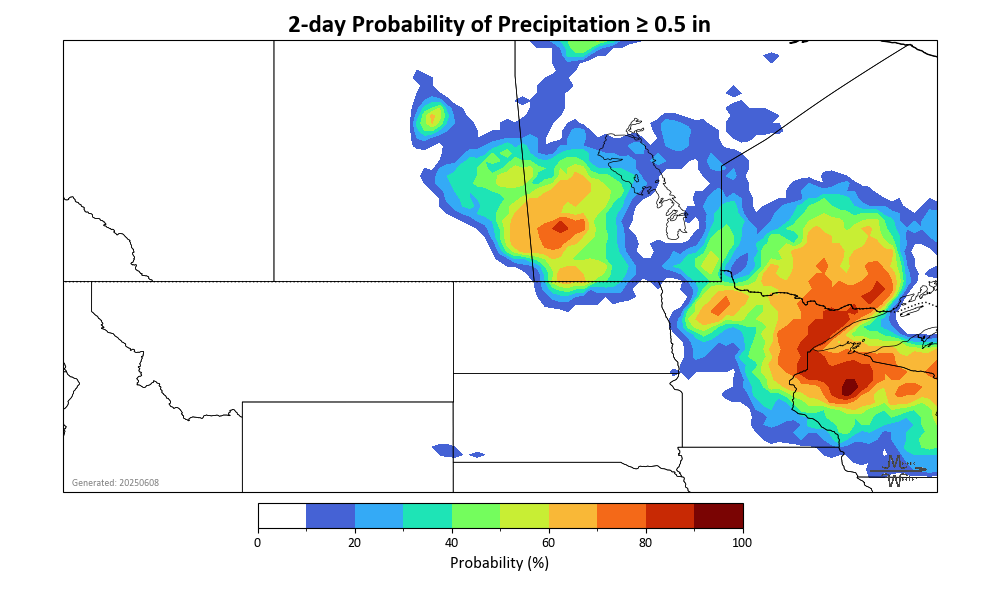 2-day Probability of Precipitation ≥ 0.5 in
Generated: 20250608
0 20 40 60 80 100
Probability (%)